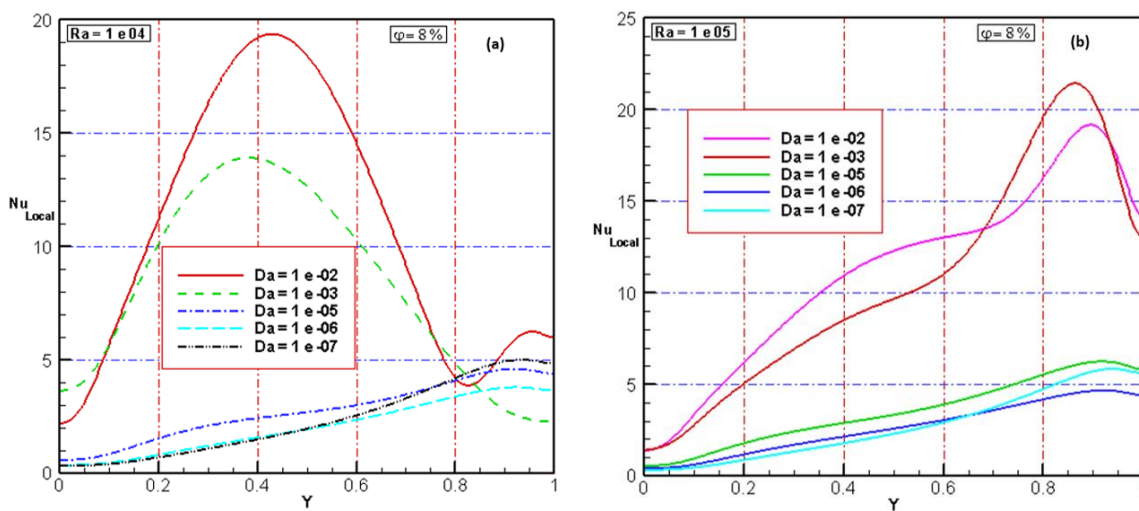 Ra = 1 e04
φ= 8%
(a)
20
15
10
5
0
Nu
Local
Da = 1 e -02
Da = 1 e -03
Da = 1 e -05
Da = 1 e -06
Da = 1 e -07
0
0.2
0.4
0.6
0.8
1
Y
Ra = 1 e05
φ= 8%
(b)
25
20
15
10
5
0
Nu
Local
Da = 1 e -02
Da = 1 e -03
Da = 1 e -05
Da = 1 e -06
Da = 1 e -07
0
0.2
0.4
0.6
0.8
Y